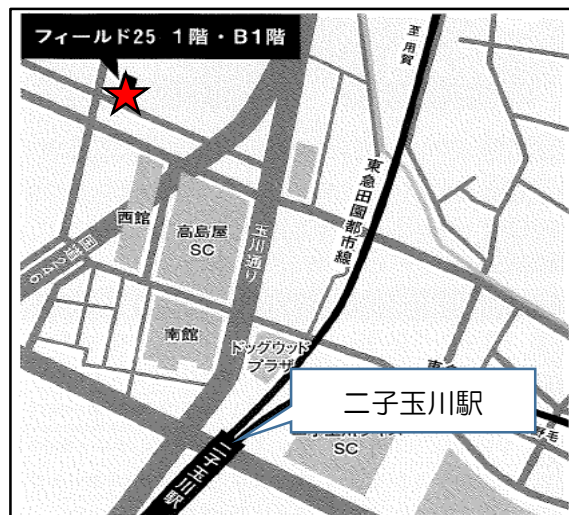 フィールド25 1階・B1階
至 用賀
東急田園都市線
西館
高島屋
SC
玉川通り
国道246
南館
ドッグウッド
プラザ
二子玉川駅
SC
野毛
二子玉川駅